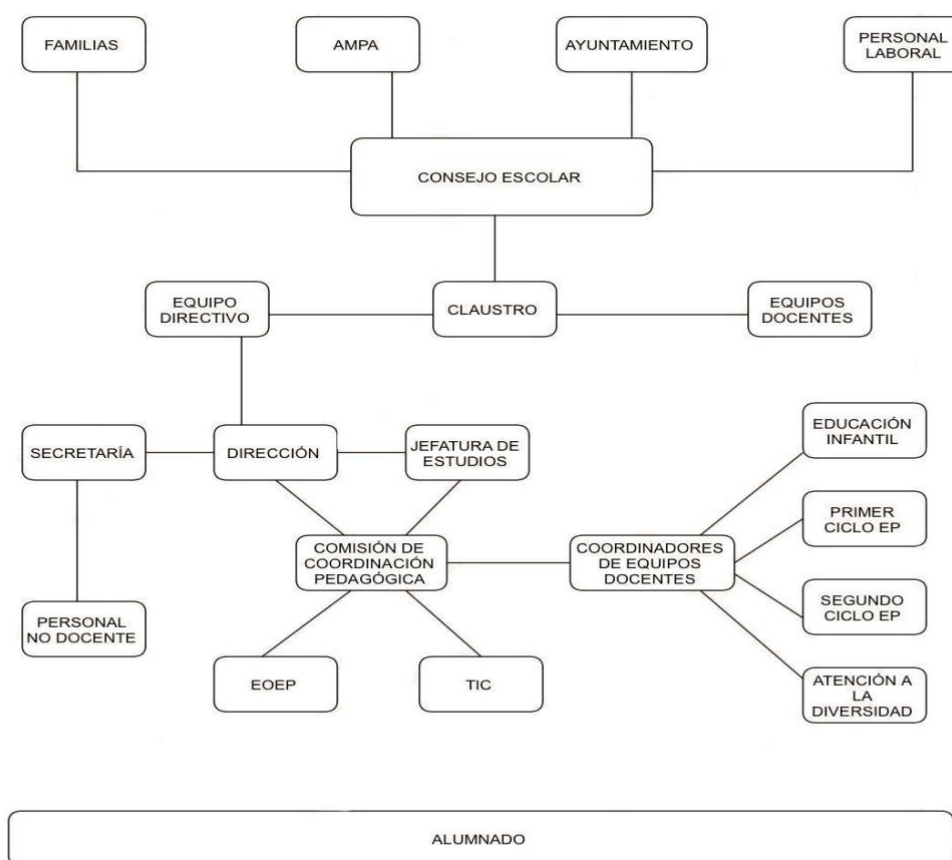 FAMILIAS
AMPA
AYUNTAMIENTO
PERSONAL
LABORAL
CONSEJO ESCOLAR
EQUIPO
DIRECTIVO
CLAUSTRO
EQUIPOS
DOCENTES
SECRETARÍA
DIRECCIÓN
JEFATURA DE
ESTUDIOS
EDUCACIÓN
INFANTIL
PRIMER
CICLO EP
COMISIÓN DE
COORDINACIÓN
PEDAGÓGICA
COORDINADORES
DE EQUIPOS
DOCENTES
SEGUNDO
CICLO EP
PERSONAL
NO DOCENTE
EOEP
TIC
ATENCIÓN A
LA
DIVERSIDAD
ALUMNADO